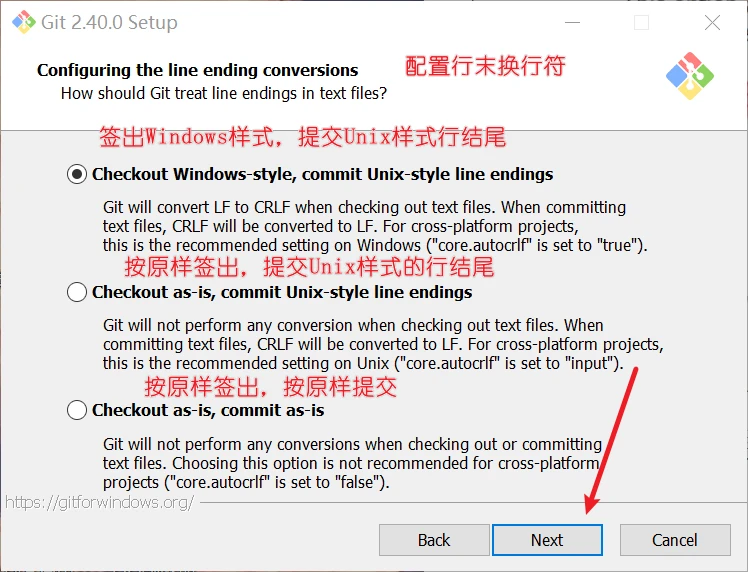 Git 2.40.0 Setup
Configuring the line ending conversions 配置行末换行符
How should Git treat line endings in text files?
签出Windows样式，提交Unix样式行结尾
Checkout Windows-style, commit Unix-style line endings
Git will convert LF to CRLF when checking out text files. When committing
text files, CRLF will be converted to LF. For cross-platform projects,
this is the recommended setting on Windows ("core.autocrlf" is set to "true").
按原样签出，提交Unix样式的行结尾
Checkout as-is, commit Unix-style line endings
Git will not perform any conversion when checking out text files. When
committing text files, CRLF will be converted to LF. For cross-platform projects,
this is the recommended setting on Unix ("core.autocrlf" is set to "input").
按原样签出，按原样提交
Checkout as-is, commit as-is
Git will not perform any conversions when checking out or committing
text files. Choosing this option is not recommended for cross-platform
projects ("core.autocrlf" is set to "false").
https://gitforwindows.org/
Back Next Cancel